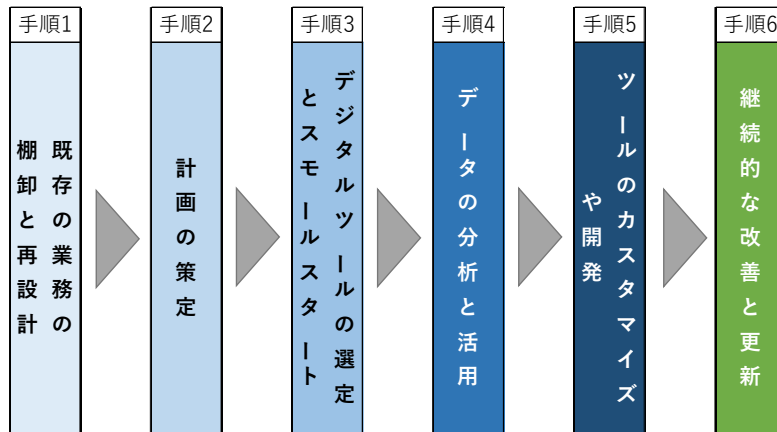 手順1
既存の業務の
棚卸と再設計
手順2
計画の策定
手順3
デジタルツールの選定
とスモールスタート
手順4
データの分析と活用
手順5
ツールのカスタマイズ
や開発
手順6
継続的な改善と更新